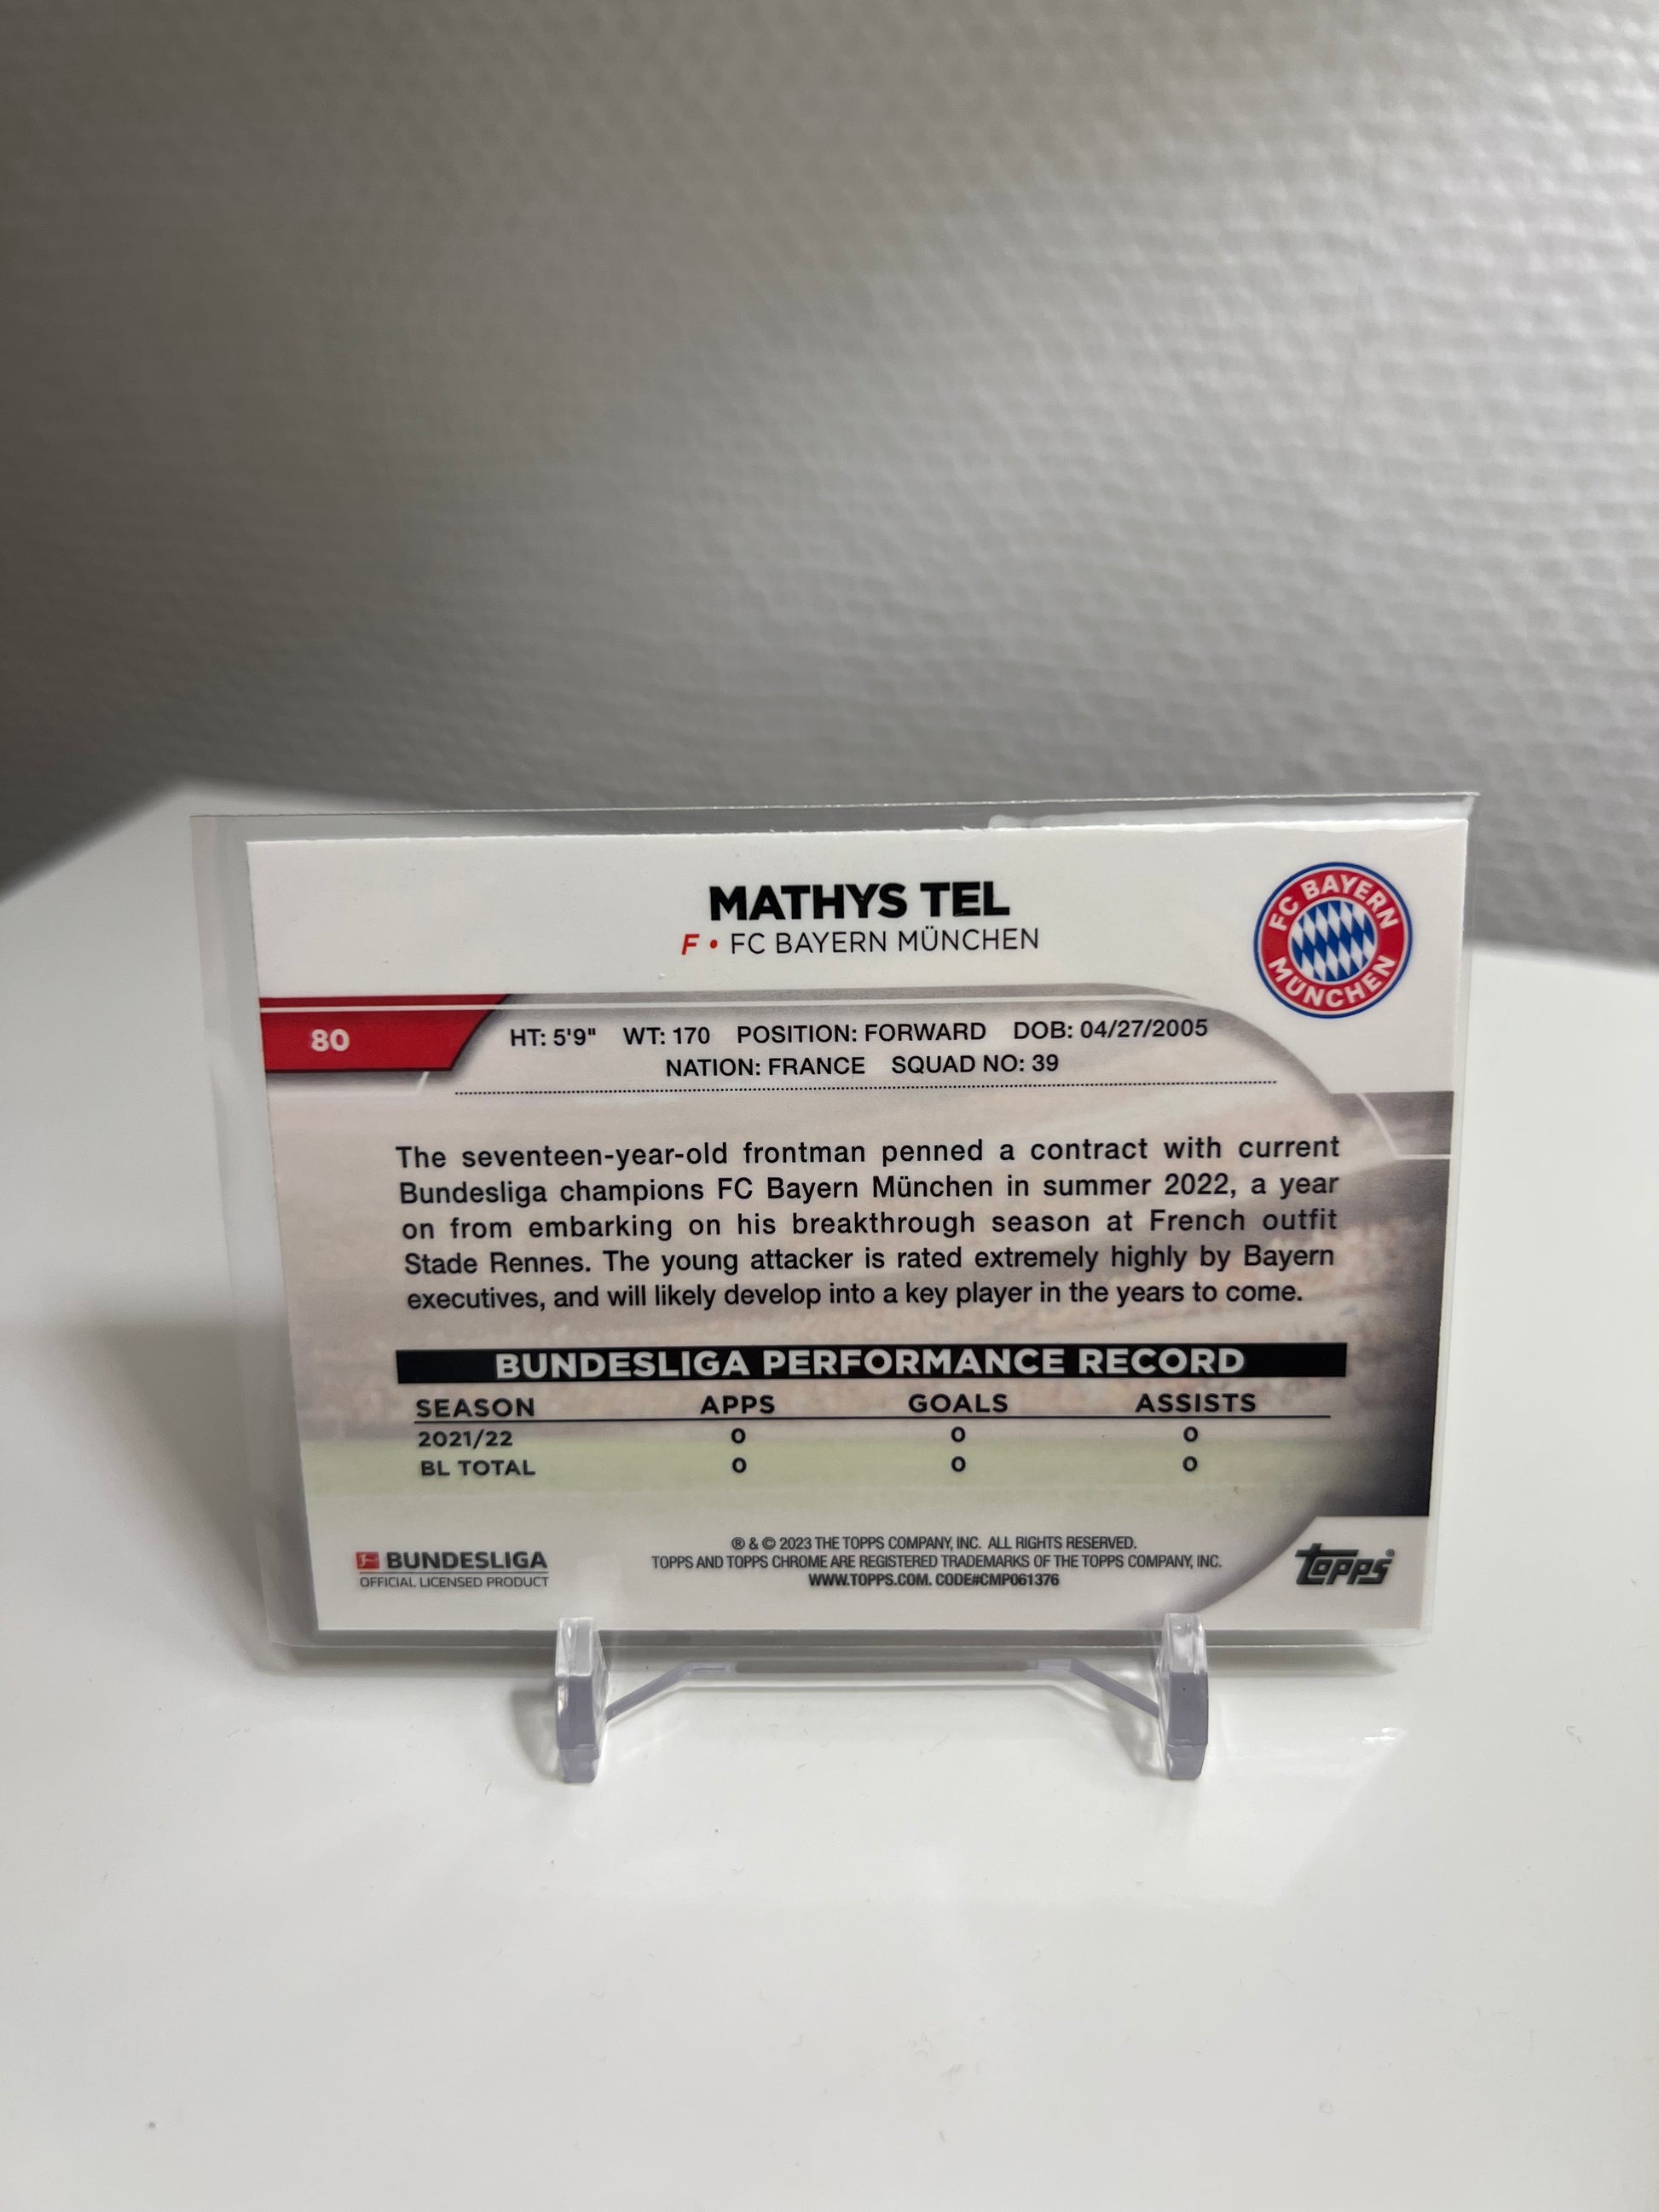 MATHYS TEL
F • FC BAYERN MÜNCHEN
FC BAYERN MÜNCHEN
80
HT: 5'9" WT: 170 POSITION: FORWARD DOB: 04/27/2005
NATION: FRANCE SQUAD NO: 39
The seventeen-year-old frontman penned a contract with current
Bundesliga champions FC Bayern München in summer 2022, a year
on from embarking on his breakthrough season at French outfit
Stade Rennes. The young attacker is rated extremely highly by Bayern
executives, and will likely develop into a key player in the years to come.
BUNDESLIGA PERFORMANCE RECORD
SEASON APPS GOALS ASSISTS
2021/22 0 0 0
BL TOTAL 0 0 0
BUNDESLIGA
OFFICIAL LICENSED PRODUCT
® & © 2023 THE TOPPS COMPANY, INC. ALL RIGHTS RESERVED.
TOPPS AND TOPPS CHROME ARE REGISTERED TRADEMARKS OF THE TOPPS COMPANY, INC.
WWW.TOPPS.COM. CODE#CMP061376
topps®